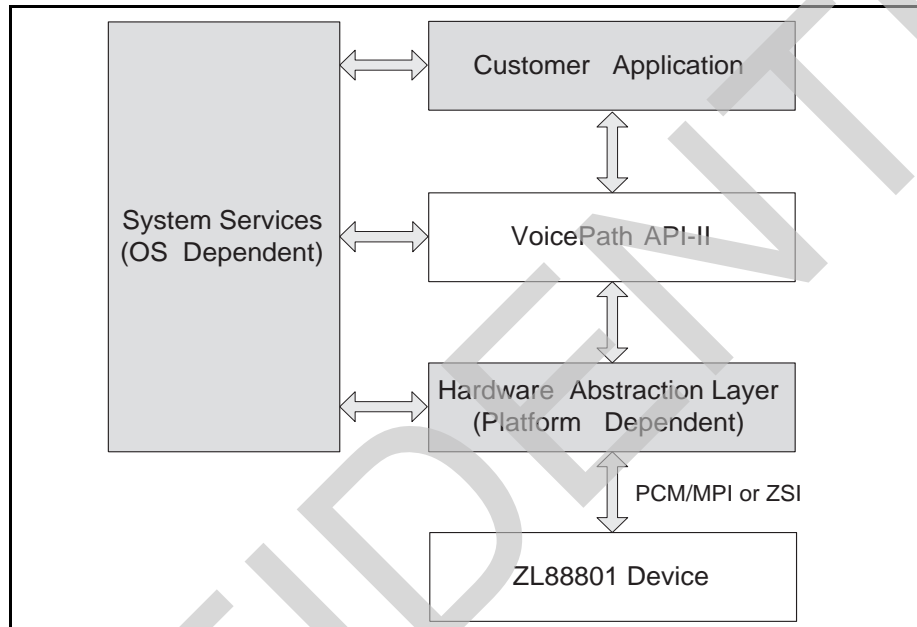 Customer Application
System Services
(OS Dependent)
VoicePath API-II
Hardware Abstraction Layer
(Platform Dependent)
PCM/MPI or ZSI
ZL88801 Device
FIDENT